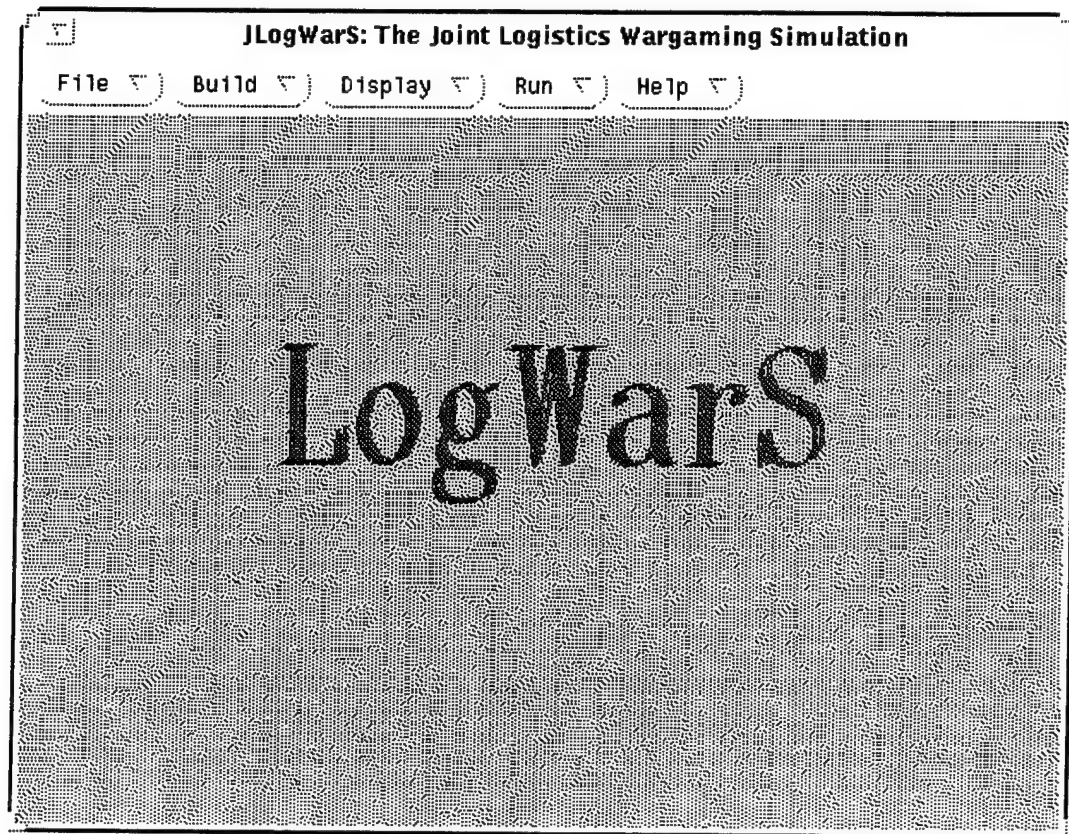 JLogWarS: The Joint Logistics Wargaming Simulation
File Build Display Run Help
LogWarS